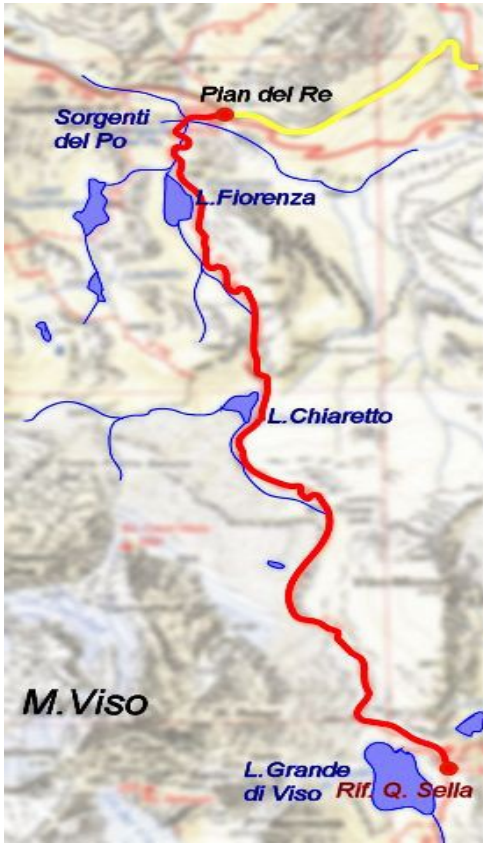 Pian del Re
Sorgenti
del Po
L.Fiorenza
L.Chiaretto
M.Viso
L.Grande
di Viso
Rif. Q. Sella